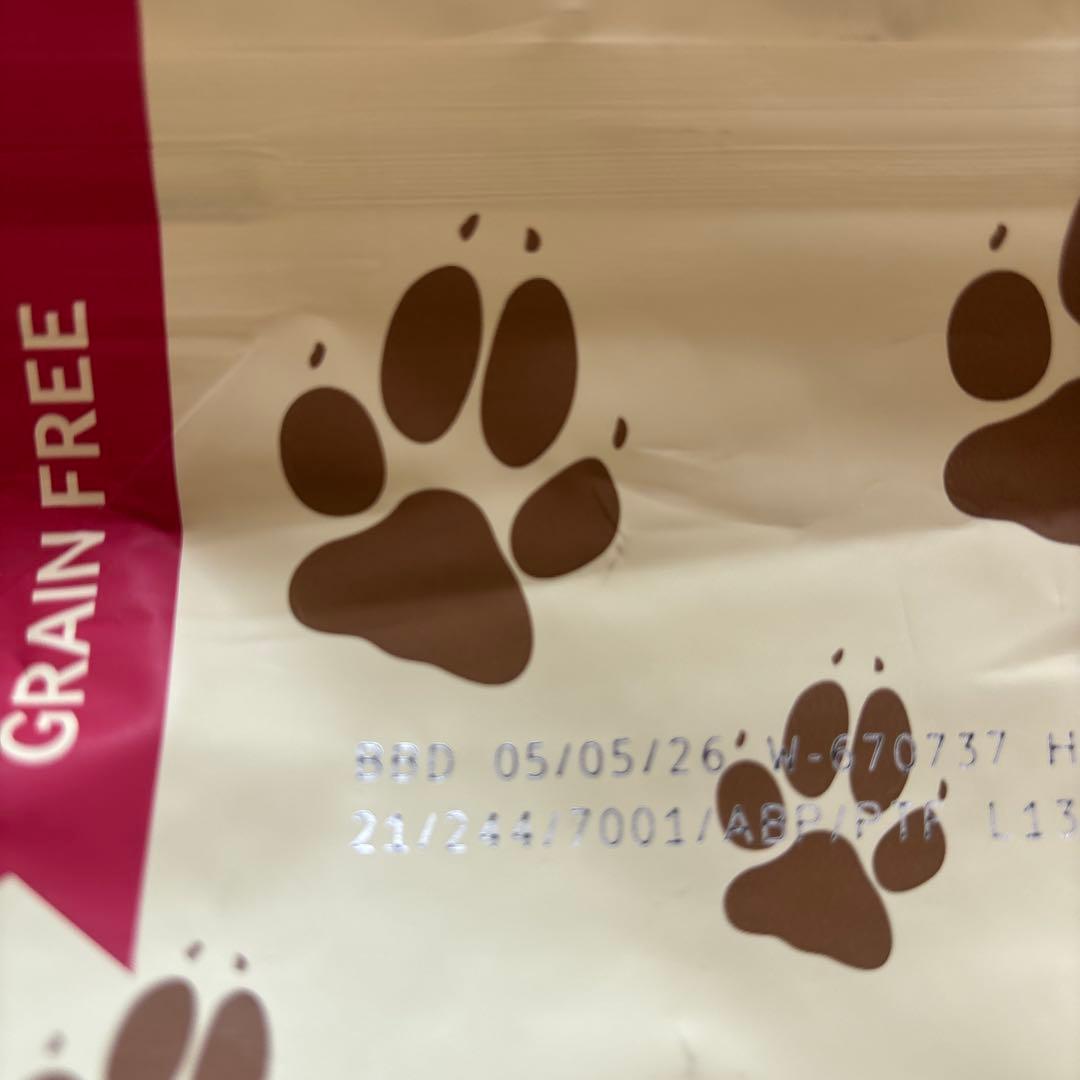 GRAIN FREE
BBD 05/05/26 W-670737 H
21/244/7001/ABP/PTF L13